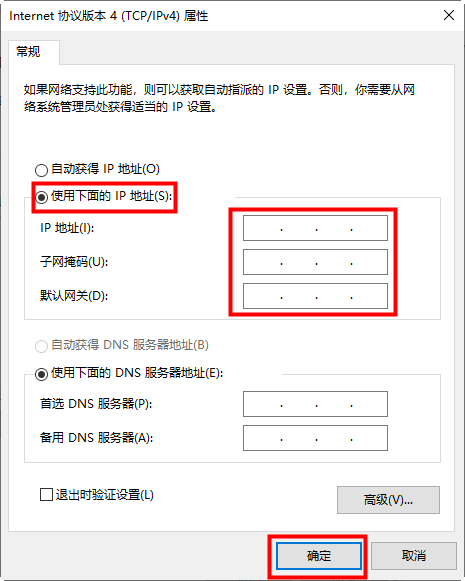 Internet 协议版本 4 (TCP/IPv4) 属性
常规
如果网络支持此功能，则可以获取自动指派的 IP 设置。否则，你需要从网
络系统管理员处获得适当的 IP 设置。
自动获得 IP 地址(O)
使用下面的 IP 地址(S):
IP 地址(I):
子网掩码(U):
默认网关(D):
自动获得 DNS 服务器地址(B)
使用下面的 DNS 服务器地址(E):
首选 DNS 服务器(P):
备用 DNS 服务器(A):
退出时验证设置(L)
高级(V)...
确定
取消